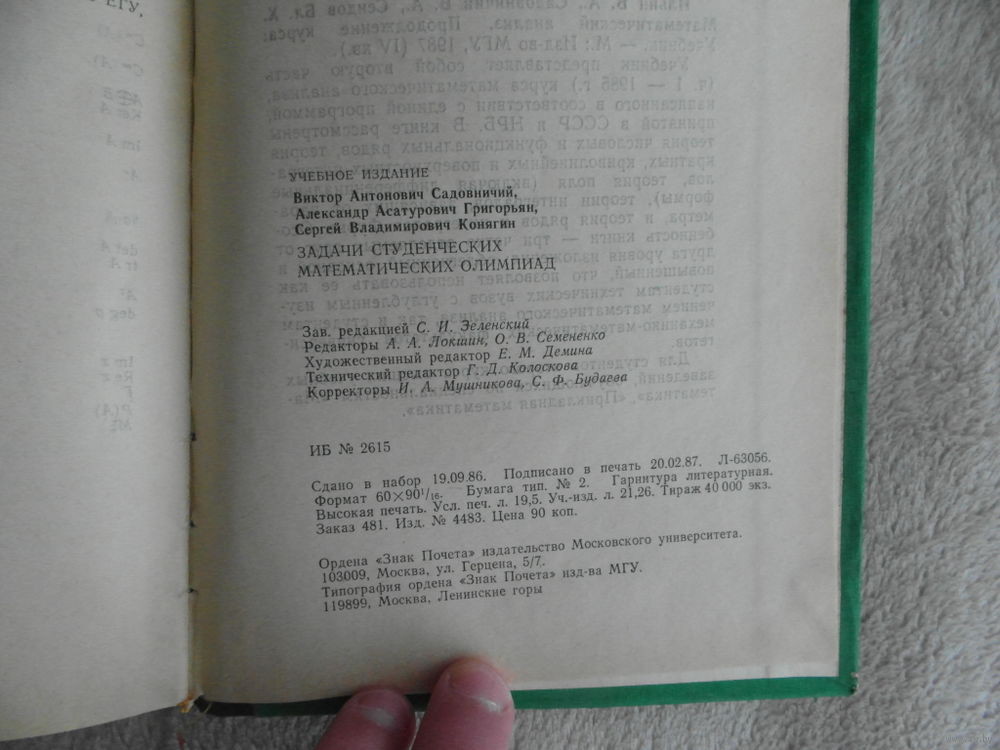 ЕГУ,
УЧЕБНОЕ ИЗДАНИЕ
Виктор Антонович Садовничий,
Александр Асатурович Григорьян,
Сергей Владимирович Конягин
ЗАДАЧИ СТУДЕНЧЕСКИХ
МАТЕМАТИЧЕСКИХ ОЛИМПИАД
Зав. редакцией С. И. Зеленский
Редакторы А. А. Локшин, О. В. Семененко
Художественный редактор Е. М. Демина
Технический редактор Г. Д. Колоскова
Корректоры И. А. Мушникова, С. Ф. Будаева
ИБ № 2615
Сдано в набор 19.09.86. Подписано в печать 20.02.87. Л-63056.
Формат 60×90¹/₁₆. Бумага тип. № 2. Гарнитура литературная.
Высокая печать. Усл. печ. л. 19,5. Уч.-изд. л. 21,26. Тираж 40 000 экз.
Заказ 481. Изд. № 4483. Цена 90 коп.
Ордена «Знак Почета» издательство Московского университета.
103009, Москва, ул. Герцена, 5/7.
Типография ордена «Знак Почета» изд-ва МГУ.
119899, Москва, Ленинские горы